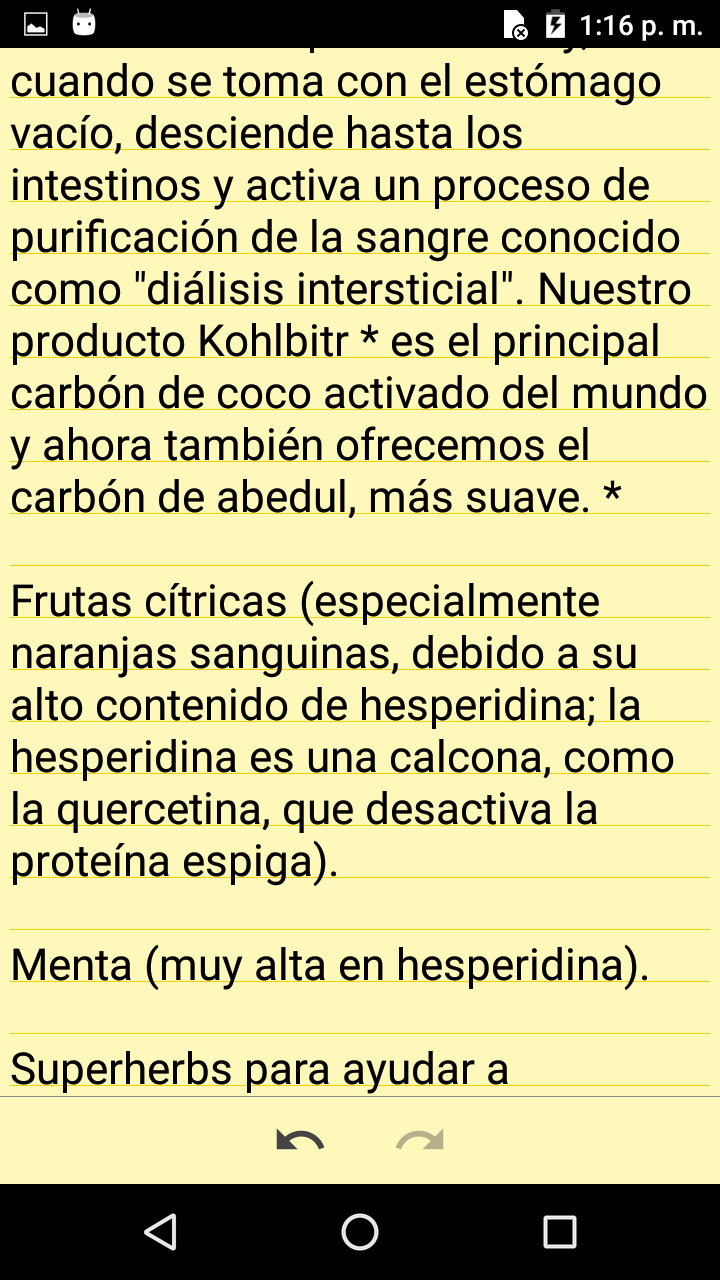 1:16 p. m.
cuando se toma con el estómago
vacío, desciende hasta los
intestinos y activa un proceso de
purificación de la sangre conocido
como "diálisis intersticial". Nuestro
producto Kohlbitr * es el principal
carbón de coco activado del mundo
y ahora también ofrecemos el
carbón de abedul, más suave. *
Frutas cítricas (especialmente
naranjas sanguinas, debido a su
alto contenido de hesperidina; la
hesperidina es una calcona, como
la quercetina, que desactiva la
proteína espiga).
Menta (muy alta en hesperidina).
Superherbs para ayudar a